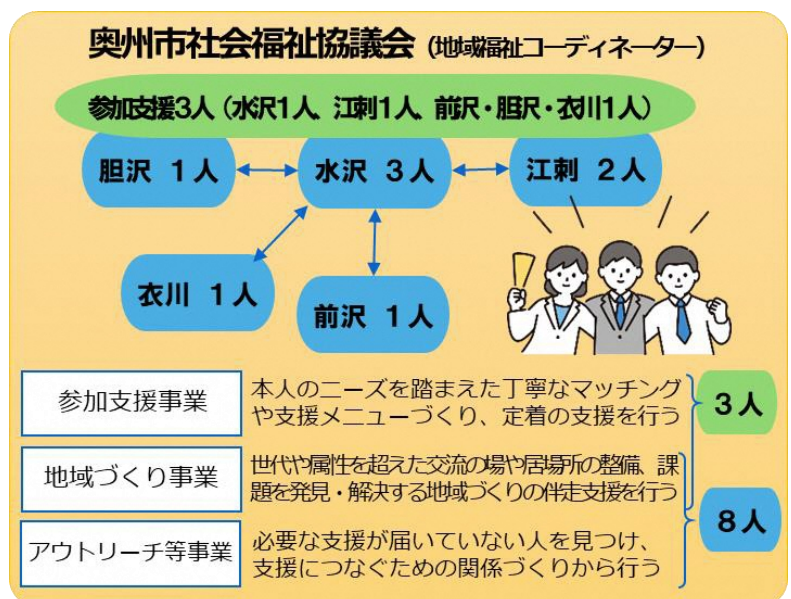 奥州市社会福祉協議会（地域福祉コーディネーター）
参加支援3人（水沢1人、江刺1人、前沢・胆沢・衣川1人）
胆沢 1人
水沢 3人
江刺 2人
衣川 1人
前沢 1人
参加支援事業
本人のニーズを踏まえた丁寧なマッチング
や支援メニューづくり、定着の支援を行う
3人
地域づくり事業
世代や属性を超えた交流の場や居場所の整備、課
題を発見・解決する地域づくりの伴走支援を行う
8人
アウトリーチ等事業
必要な支援が届いていない人を見つけ、
支援につなぐための関係づくりから行う